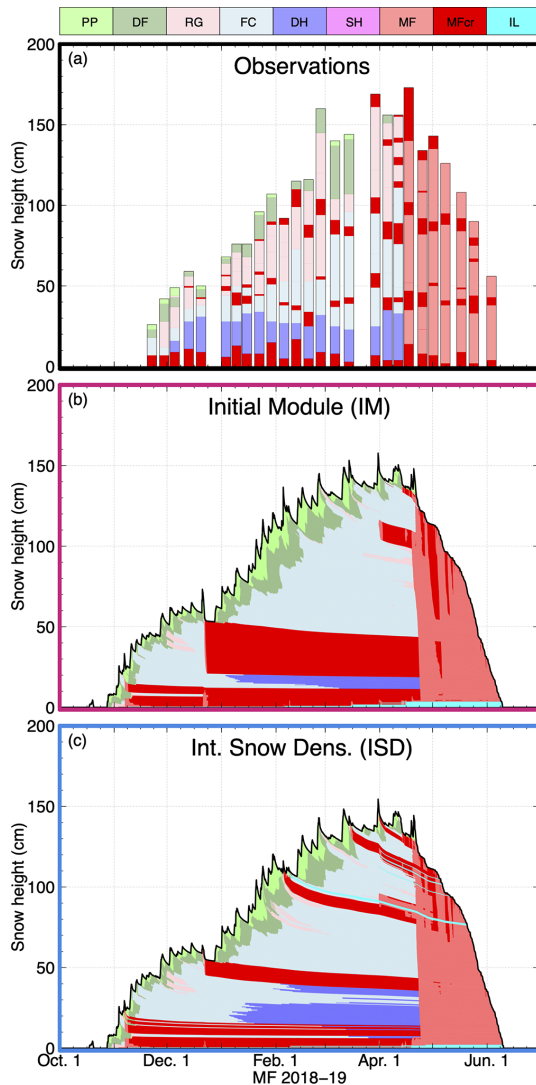 PP DF RG FC DH SH MF MFcr IL
200
(a)
Observations
150
Snow height (cm)
100
50
0
200
(b)
Initial Module (IM)
150
Snow height (cm)
100
50
0
200
(c)
Int. Snow Dens. (ISD)
150
Snow height (cm)
100
50
0
Oct. 1 Dec. 1 Feb. 1 Apr. 1 Jun. 1
MF 2018–19